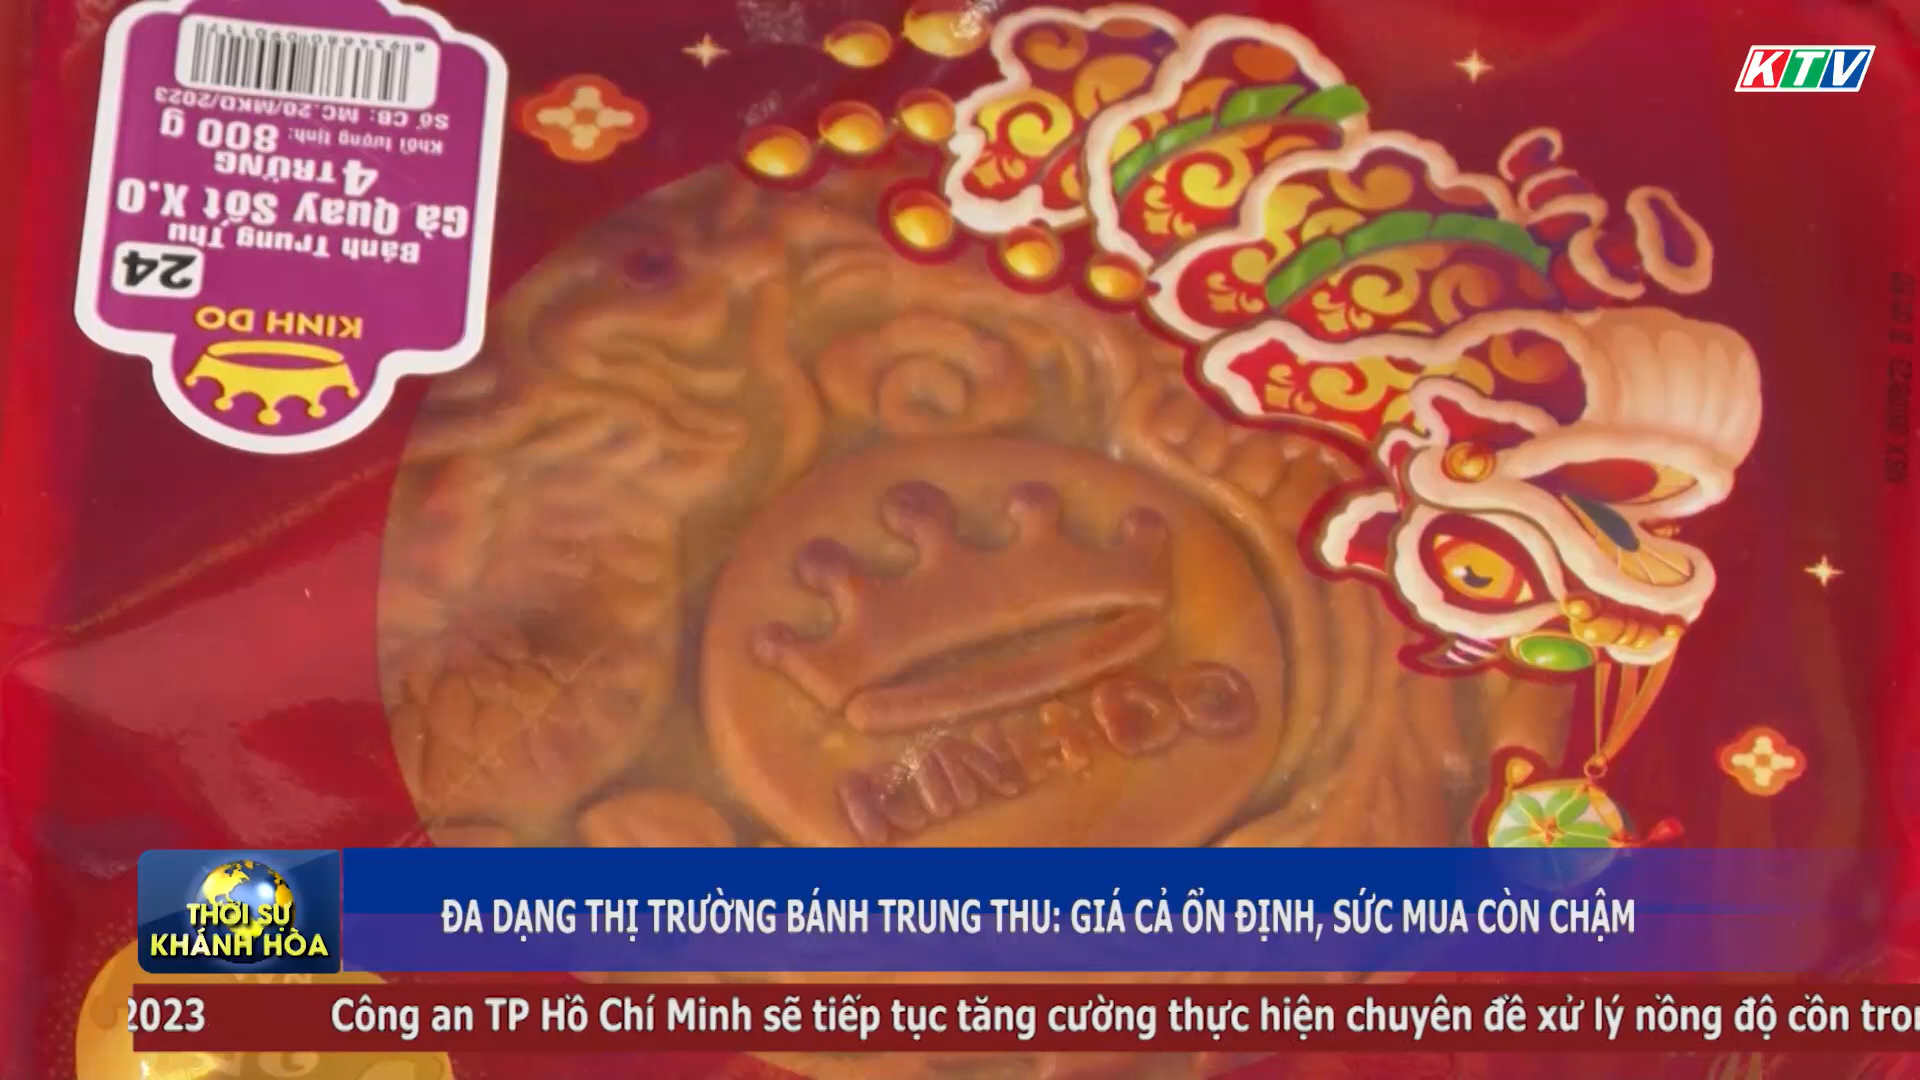 KTV
8934680090117
Số CB: MC.20/MKD/2023
Khối lượng tịnh: 800 g
4 TRỨNG
Gà Quay Sốt X.O
Bánh Trung Thu
24
KINH DO
KINH DO
THỜI SỰ
KHÁNH HÒA
ĐA DẠNG THỊ TRƯỜNG BÁNH TRUNG THU: GIÁ CẢ ỔN ĐỊNH, SỨC MUA CÒN CHẬM
2023 Công an TP Hồ Chí Minh sẽ tiếp tục tăng cường thực hiện chuyên đề xử lý nồng độ cồn tron